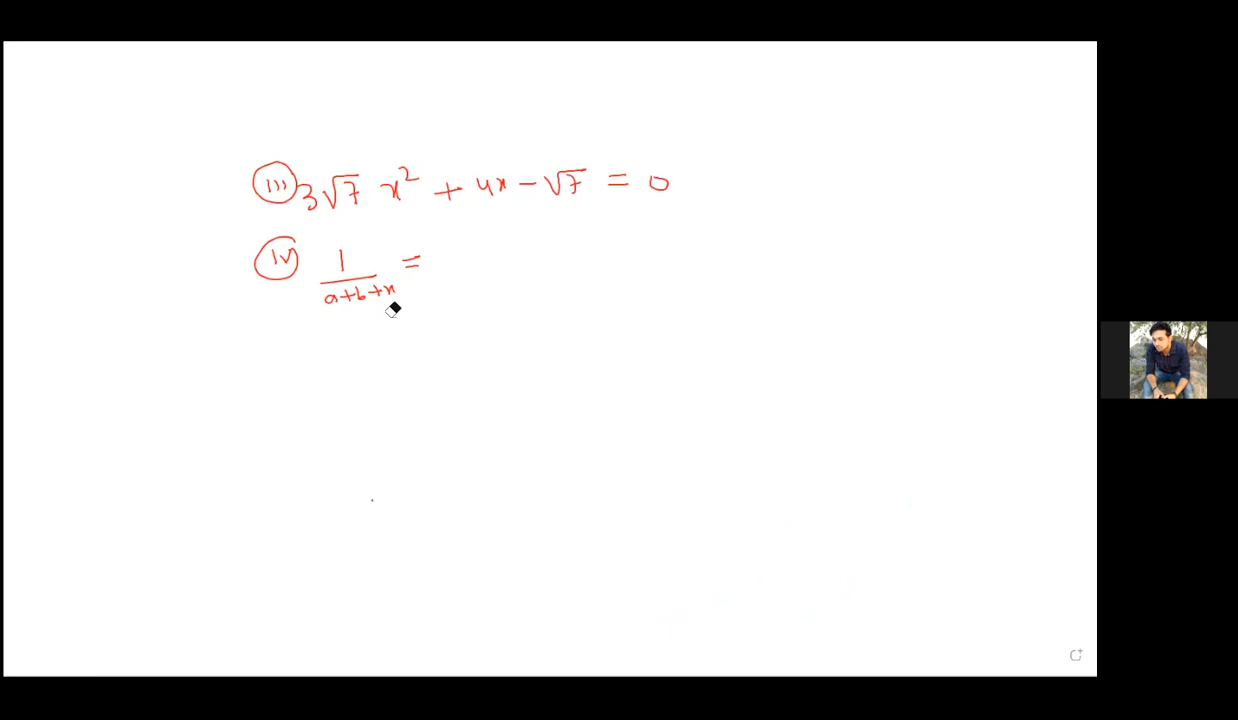 (iii) 3√7 x² + 4x - √7 = 0
(iv) 1/(a+b+x) =